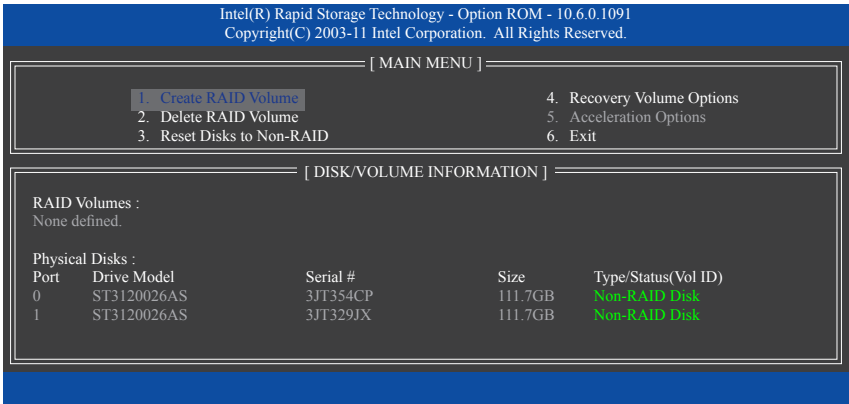 Intel(R) Rapid Storage Technology - Option ROM - 10.6.0.1091
Copyright(C) 2003-11 Intel Corporation.  All Rights Reserved.
[ MAIN MENU ]
1. Create RAID Volume
2. Delete RAID Volume
3. Reset Disks to Non-RAID
4. Recovery Volume Options
5. Acceleration Options
6. Exit
[ DISK/VOLUME INFORMATION ]
RAID Volumes :
None defined.
Physical Disks :
Port Drive Model Serial # Size Type/Status(Vol ID)
0 ST3120026AS 3JT354CP 111.7GB Non-RAID Disk
1 ST3120026AS 3JT329JX 111.7GB Non-RAID Disk